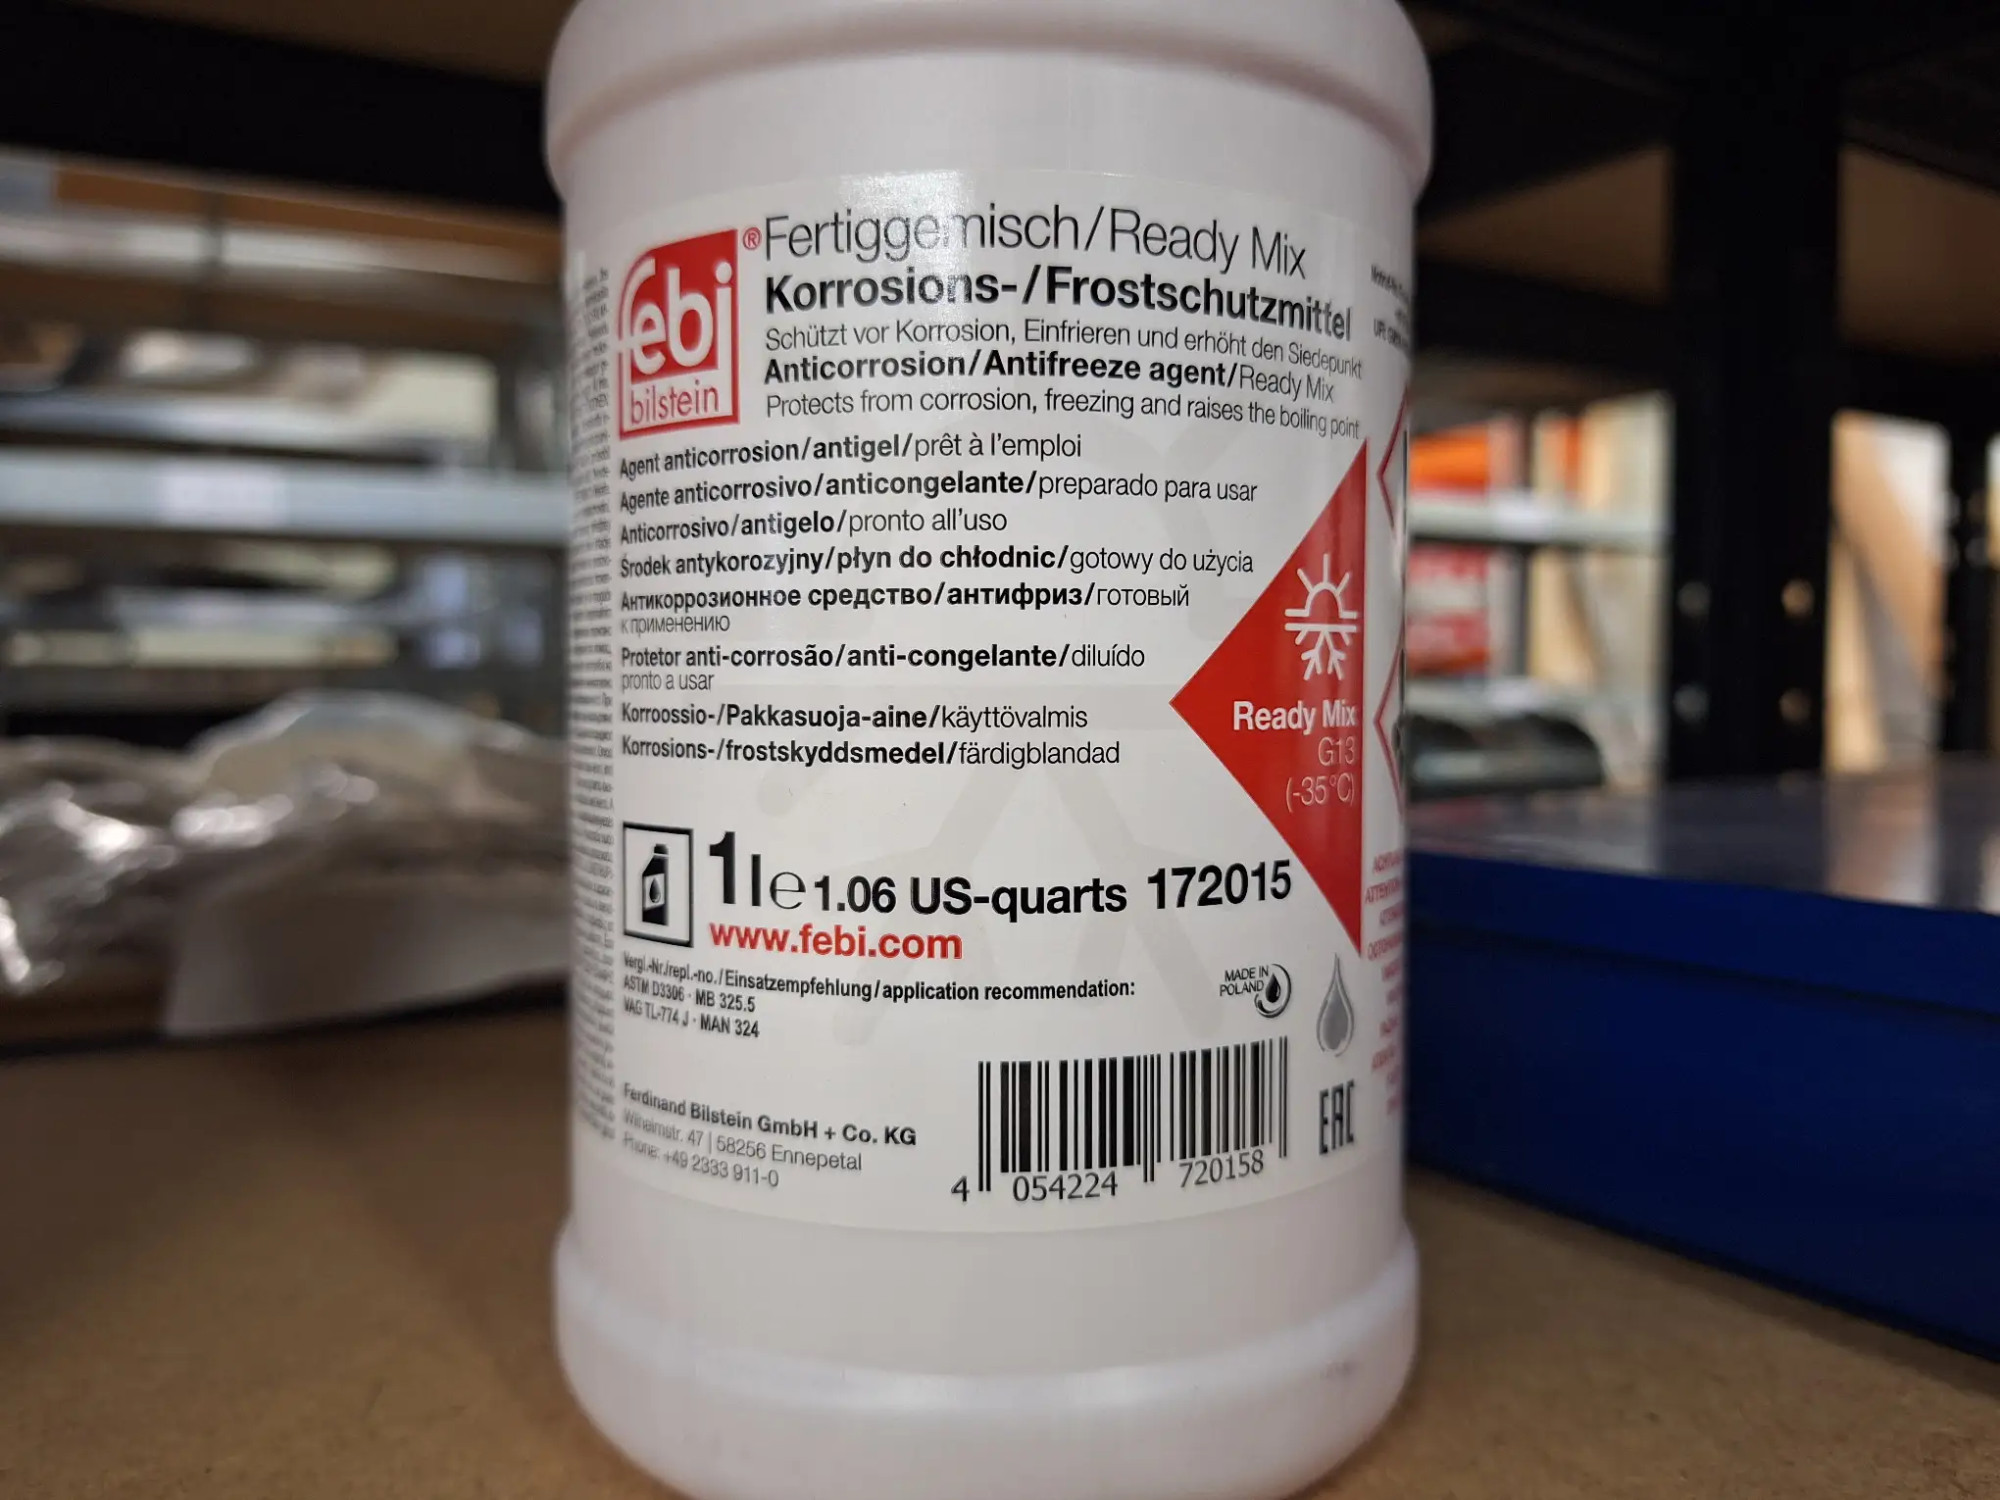 febi
bilstein
®
Fertiggemisch/Ready Mix
Korrosions-/Frostschutzmittel
Schützt vor Korrosion, Einfrieren und erhöht den Siedepunkt
Anticorrosion/Antifreeze agent/Ready Mix
Protects from corrosion, freezing and raises the boiling point
Agent anticorrosion/antigel/prêt à l'emploi
Agente anticorrosivo/anticongelante/preparado para usar
Anticorrosivo/antigelo/pronto all'uso
Środek antykorozyjny/płyn do chłodnic/gotowy do użycia
Антикоррозионное средство/антифриз/готовый
к применению
Protetor anti-corrosão/anti-congelante/diluído
pronto a usar
Korroossio-/Pakkasuoja-aine/käyttövalmis
Korrosions-/frostskyddsmedel/färdigblandad
Ready Mix
G13
(-35°C)
1 l e 1.06 US-quarts 172015
www.febi.com
Vergl.-Nr./repl.-no./Einsatzempfehlung/application recommendation:
ASTM D3306 · MB 325.5
VAG TL-774 J · MAN 324
MADE IN
POLAND
Ferdinand Bilstein GmbH + Co. KG
Wilhelmstr. 47 | 58256 Ennepetal
Phone: +49 2333 911-0
4 054224 720158
EAC